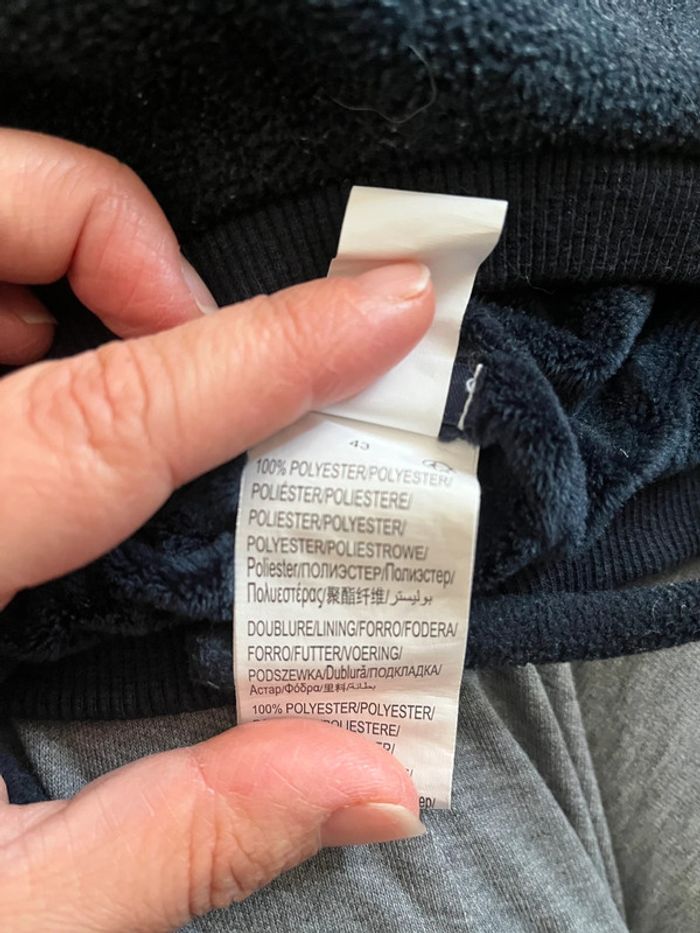 43
100% POLYESTER/POLYESTER/
POLIÉSTER/POLIESTERE/
POLIESTER/POLYESTER/
POLYESTER/POLIESTROWE/
Poliester/ПОЛИЭСТЕР/Полиэстер/
Πολυεστέρας/聚酯纤维/بوليستر/
DOUBLURE/LINING/FORRO/FODERA/
FORRO/FUTTER/VOERING/
PODSZEWKA/Dublură/ПОДКЛАДКА/
Астар/Φόδρα/里料/بطانة/
100% POLYESTER/POLYESTER/
POLIESTERE/